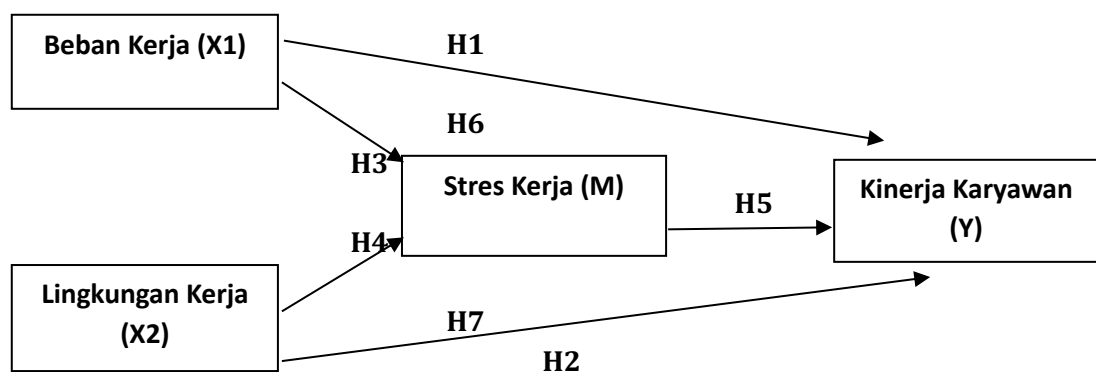 Beban Kerja (X1)
H1
H6
H3
Stres Kerja (M)
Kinerja Karyawan
(Y)
H5
H4
Lingkungan Kerja
(X2)
H7
H2